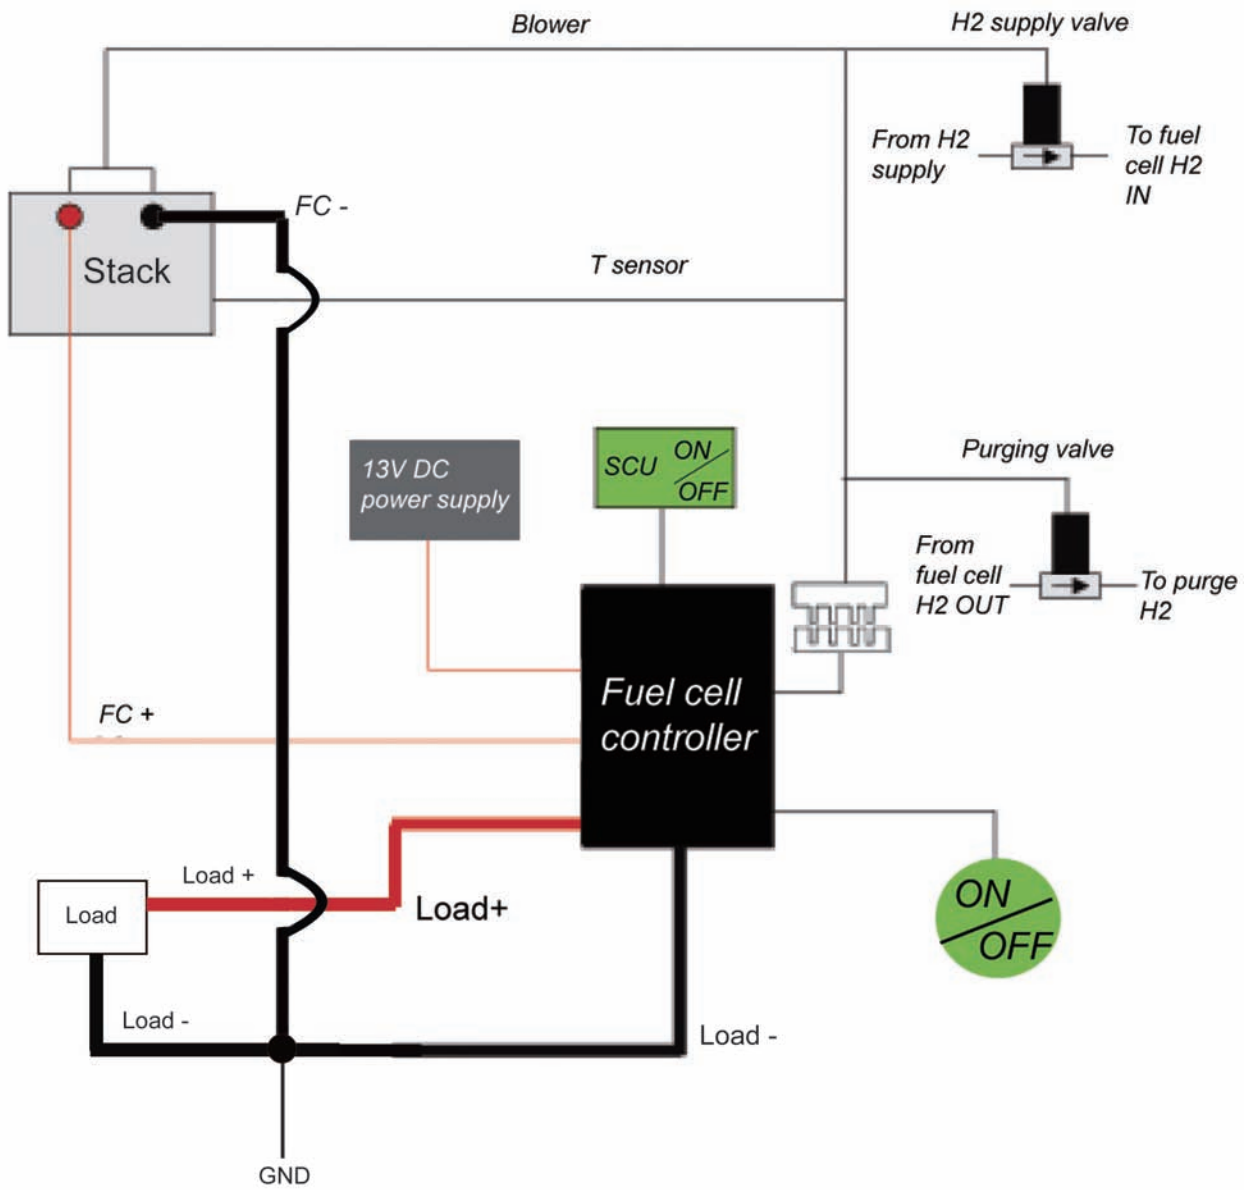 Blower
H2 supply valve
From H2
supply
To fuel
cell H2
IN
FC -
Stack
T sensor
13V DC
power supply
SCU ON
OFF
Purging valve
From
fuel cell
H2 OUT
To purge
H2
Fuel cell
controller
FC +
Load +
Load
Load+
ON
OFF
Load -
Load -
GND